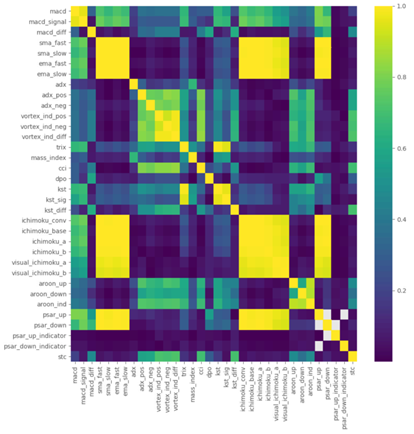 macd
macd_signal
macd_diff
sma_fast
sma_slow
ema_fast
ema_slow
adx
adx_pos
adx_neg
vortex_ind_pos
vortex_ind_neg
vortex_ind_diff
trix
mass_index
cci
dpo
kst
kst_sig
kst_diff
ichimoku_conv
ichimoku_base
ichimoku_a
ichimoku_b
visual_ichimoku_a
visual_ichimoku_b
aroon_up
aroon_down
aroon_ind
psar_up
psar_down
psar_up_indicator
psar_down_indicator
stc
macd
macd_signal
macd_diff
sma_fast
sma_slow
ema_fast
ema_slow
adx
adx_pos
adx_neg
vortex_ind_pos
vortex_ind_neg
vortex_ind_diff
trix
mass_index
cci
dpo
kst
kst_sig
kst_diff
ichimoku_conv
ichimoku_base
ichimoku_a
ichimoku_b
visual_ichimoku_a
visual_ichimoku_b
aroon_up
aroon_down
aroon_ind
psar_up
psar_down
psar_up_indicator
psar_down_indicator
stc
1.0
0.8
0.6
0.4
0.2